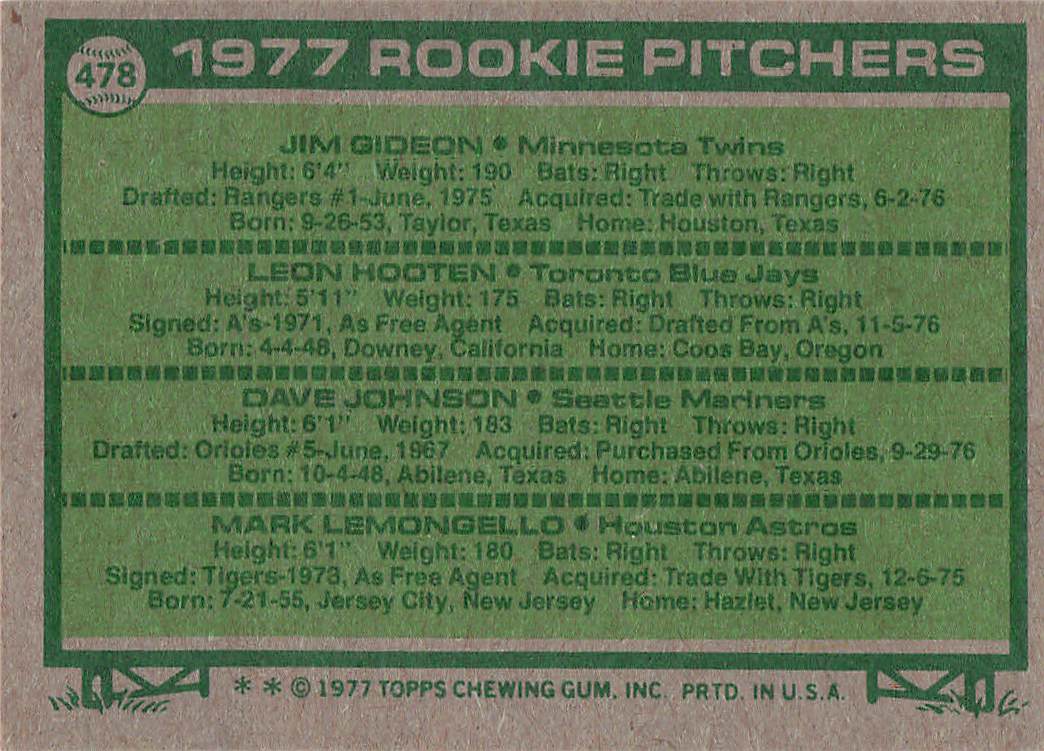 478
1977 ROOKIE PITCHERS
JIM GIDEON • Minnesota Twins
Height: 6'4" Weight: 190 Bats: Right Throws: Right
Drafted: Rangers #1-June, 1975 Acquired: Trade with Rangers, 6-2-76
Born: 9-26-53, Taylor, Texas Home: Houston, Texas
LEON HOOTEN • Toronto Blue Jays
Height: 5'11" Weight: 175 Bats: Right Throws: Right
Signed: A's-1971, As Free Agent Acquired: Drafted From A's, 11-5-76
Born: 4-4-48, Downey, California Home: Coos Bay, Oregon
DAVE JOHNSON • Seattle Mariners
Height: 6'1" Weight: 183 Bats: Right Throws: Right
Drafted: Orioles #5-June, 1967 Acquired: Purchased From Orioles, 9-29-76
Born: 10-4-48, Abilene, Texas Home: Abilene, Texas
MARK LEMONGELLO • Houston Astros
Height: 6'1" Weight: 180 Bats: Right Throws: Right
Signed: Tigers-1973, As Free Agent Acquired: Trade With Tigers, 12-6-75
Born: 7-21-55, Jersey City, New Jersey Home: Hazlet, New Jersey
* * © 1977 TOPPS CHEWING GUM, INC. PRTD. IN U.S.A.